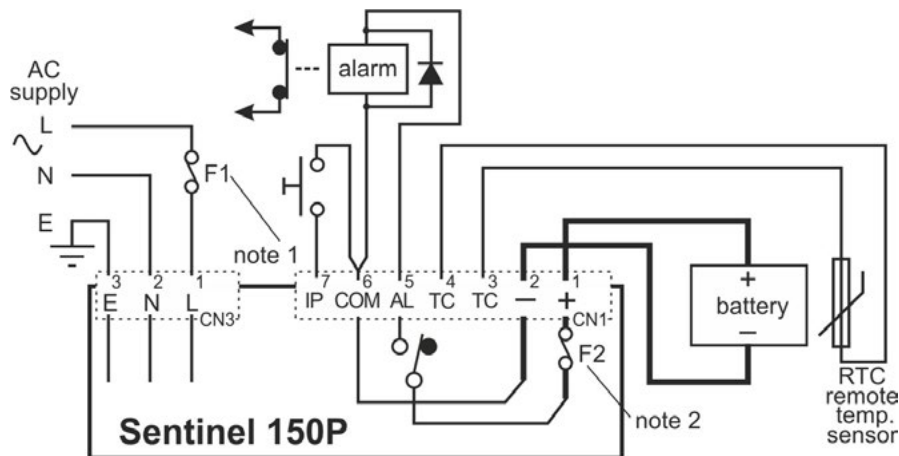 AC
supply
L
N
E
F1
note 1
alarm
3 2 1
E N L
CN3
7 6 5 4 3 2 1
IP COM AL TC TC − +
CN1
F2
note 2
+
battery
−
RTC
remote
temp.
sensor
Sentinel 150P